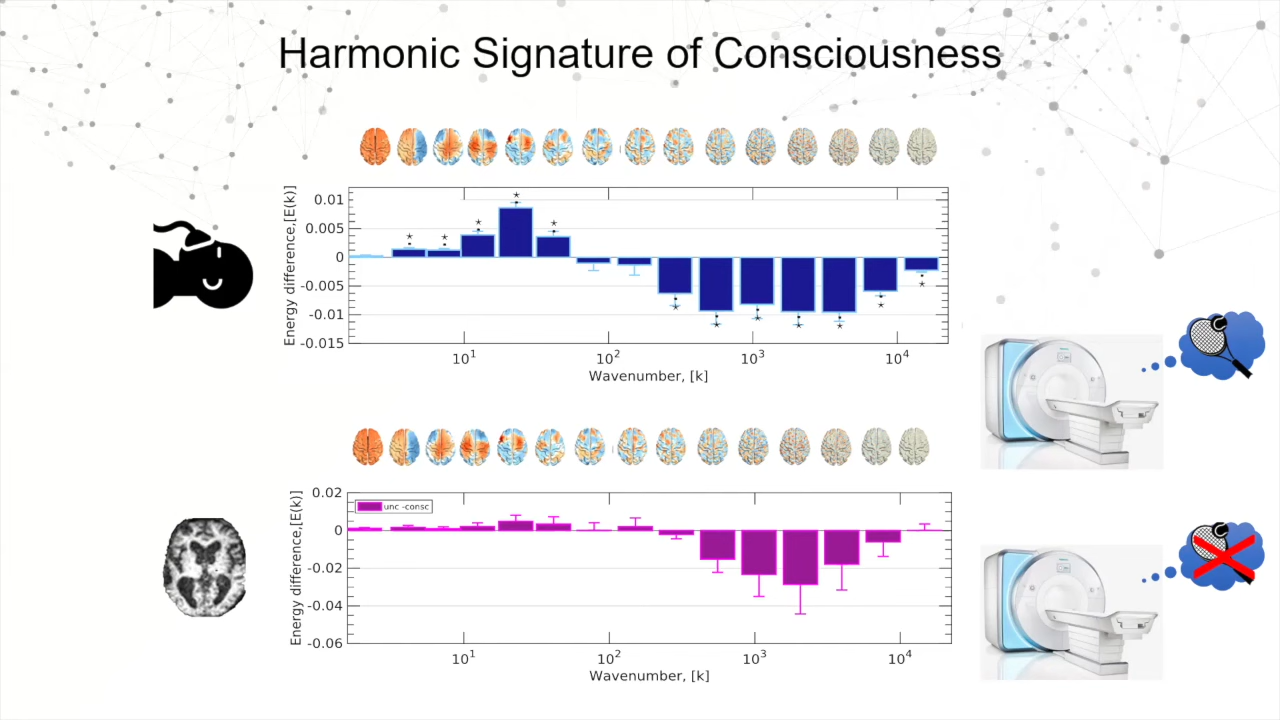 Harmonic Signature of Consciousness
Energy difference,[E(k)]
0.01
0.005
0
-0.005
-0.01
-0.015
10¹ 10² 10³ 10⁴
Wavenumber, [k]
Energy difference,[E(k)]
0.02
0
-0.02
-0.04
-0.06
unc -consc
10¹ 10² 10³ 10⁴
Wavenumber, [k]